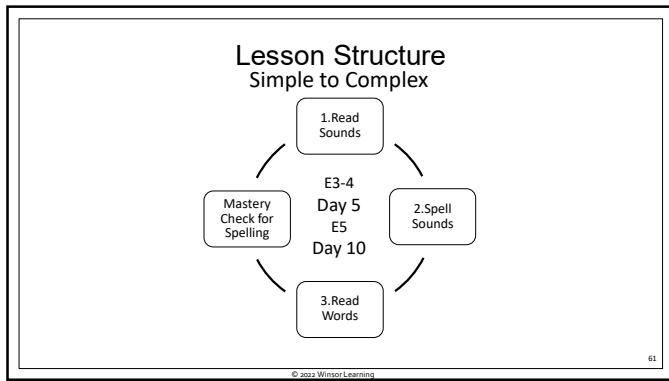 Lesson Structure
Simple to Complex
1.Read
Sounds
E3-4
Day 5
E5
Day 10
2.Spell
Sounds
3.Read
Words
Mastery
Check for
Spelling
61
© 2022 Winsor Learning